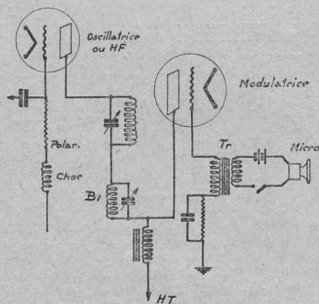 Oscillatrice
ou HF
Modulatrice
Polar.
Choc
B1
Tr
Micro
HT